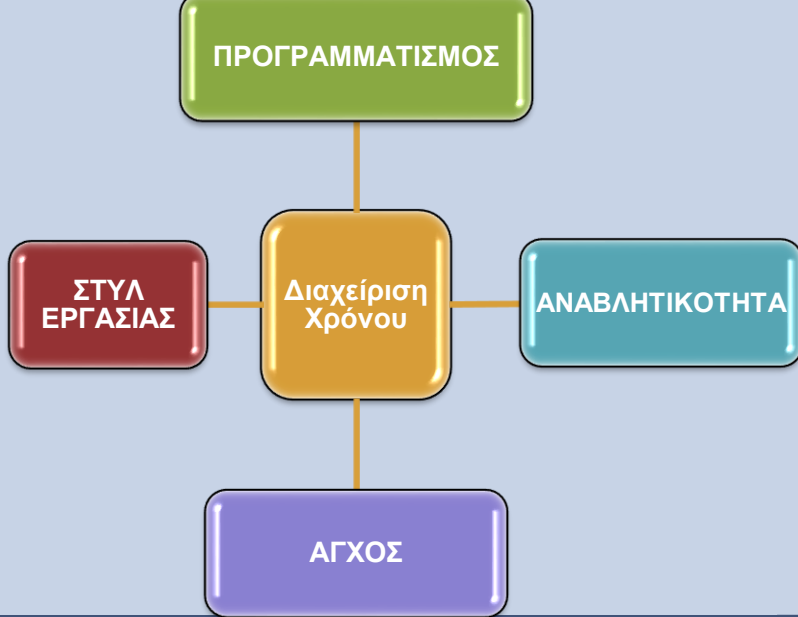 ΠΡΟΓΡΑΜΜΑΤΙΣΜΟΣ
ΣΤΥΛ
ΕΡΓΑΣΙΑΣ
Διαχείριση
Χρόνου
ΑΝΑΒΛΗΤΙΚΟΤΗΤΑ
ΑΓΧΟΣ